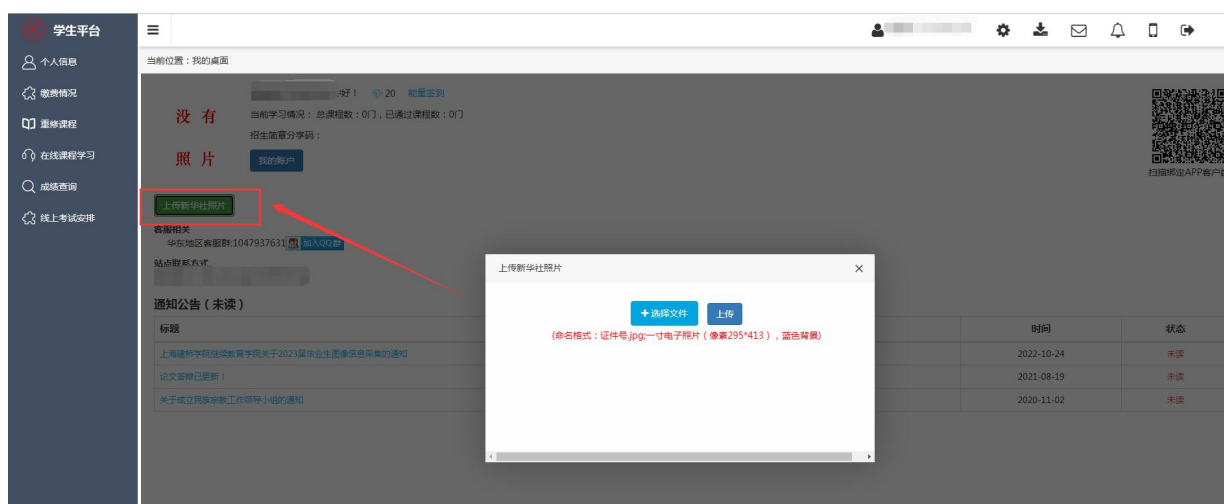 学生平台
个人信息
缴费情况
重修课程
在线课程学习
成绩查询
线上考试安排
当前位置:我的桌面
好! 20 能量签到
没有
照片
当前学习情况: 总课程数:0门,已通过课程数:0门
招生简章分享码:
我的账户
扫描绑定APP客户
上传新华社照片
客服相关
华东地区客服群:1047937631 加入QQ群
站点联系方式
上传新华社照片 ×
+选择文件 上传
(命名格式:证件号.jpg;一寸电子照片(像素295*413),蓝色背景)
通知公告(未读)
标题 时间 状态
上海建桥学院继续教育学院关于2023届毕业生图像信息采集的通知 2022-10-24 未读
论文答辩已更新! 2021-08-19 未读
关于成立民族宗教工作领导小组的通知 2020-11-02 未读